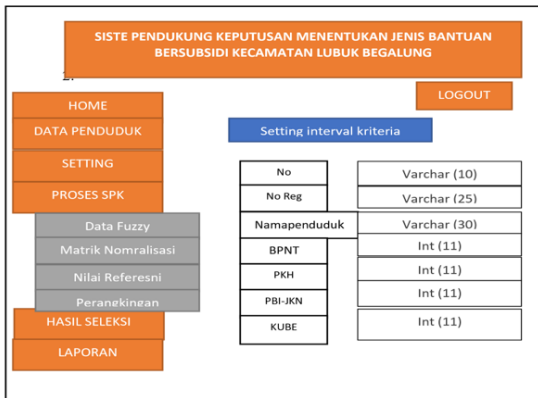 SISTE PENDUKUNG KEPUTUSAN MENENTUKAN JENIS BANTUAN
BERSUBSIDI KECAMATAN LUBUK BEGALUNG
2.
LOGOUT
HOME
DATA PENDUDUK
SETTING
PROSES SPK
Data Fuzzy
Matrik Nomralisasi
Nilai Referesni
Perangkingan
HASIL SELEKSI
LAPORAN
Setting interval kriteria
No Varchar (10)
No Reg Varchar (25)
Namapenduduk Varchar (30)
BPNT Int (11)
PKH Int (11)
PBI-JKN Int (11)
KUBE Int (11)